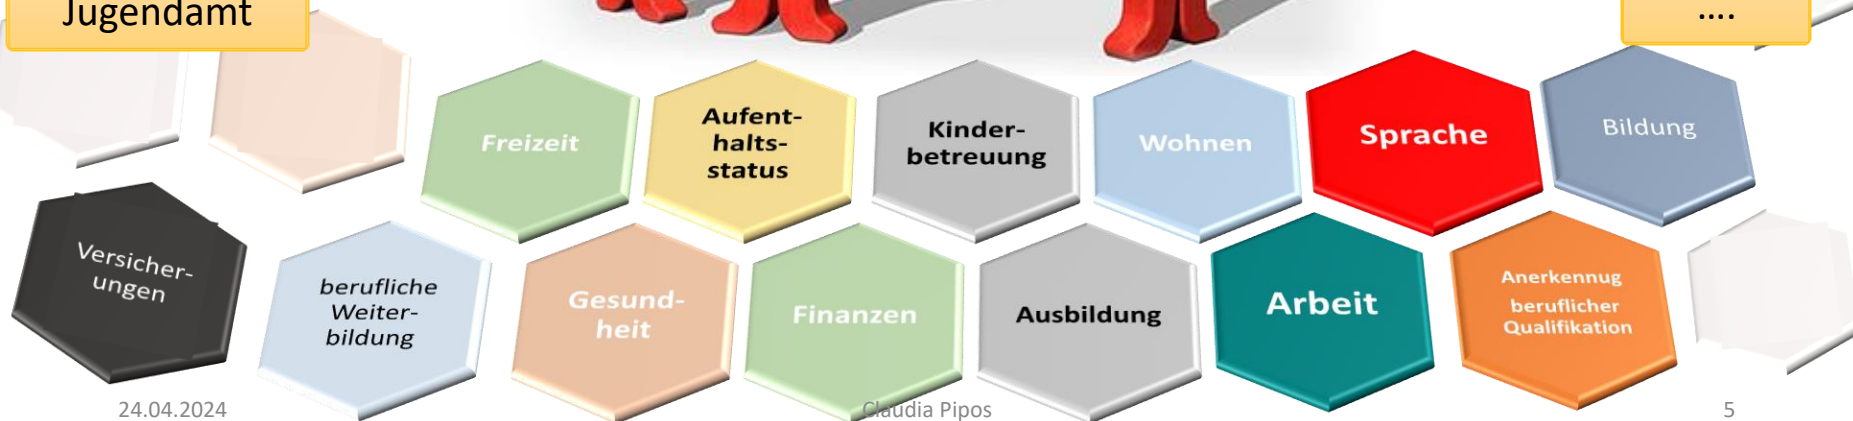 Jugendamt
....
Freizeit
Aufent-
halts-
status
Kinder-
betreuung
Wohnen
Sprache
Bildung
Versicher-
ungen
berufliche
Weiter-
bildung
Gesund-
heit
Finanzen
Ausbildung
Arbeit
Anerkennug
beruflicher
Qualifikation
24.04.2024
Claudia Pipos
5